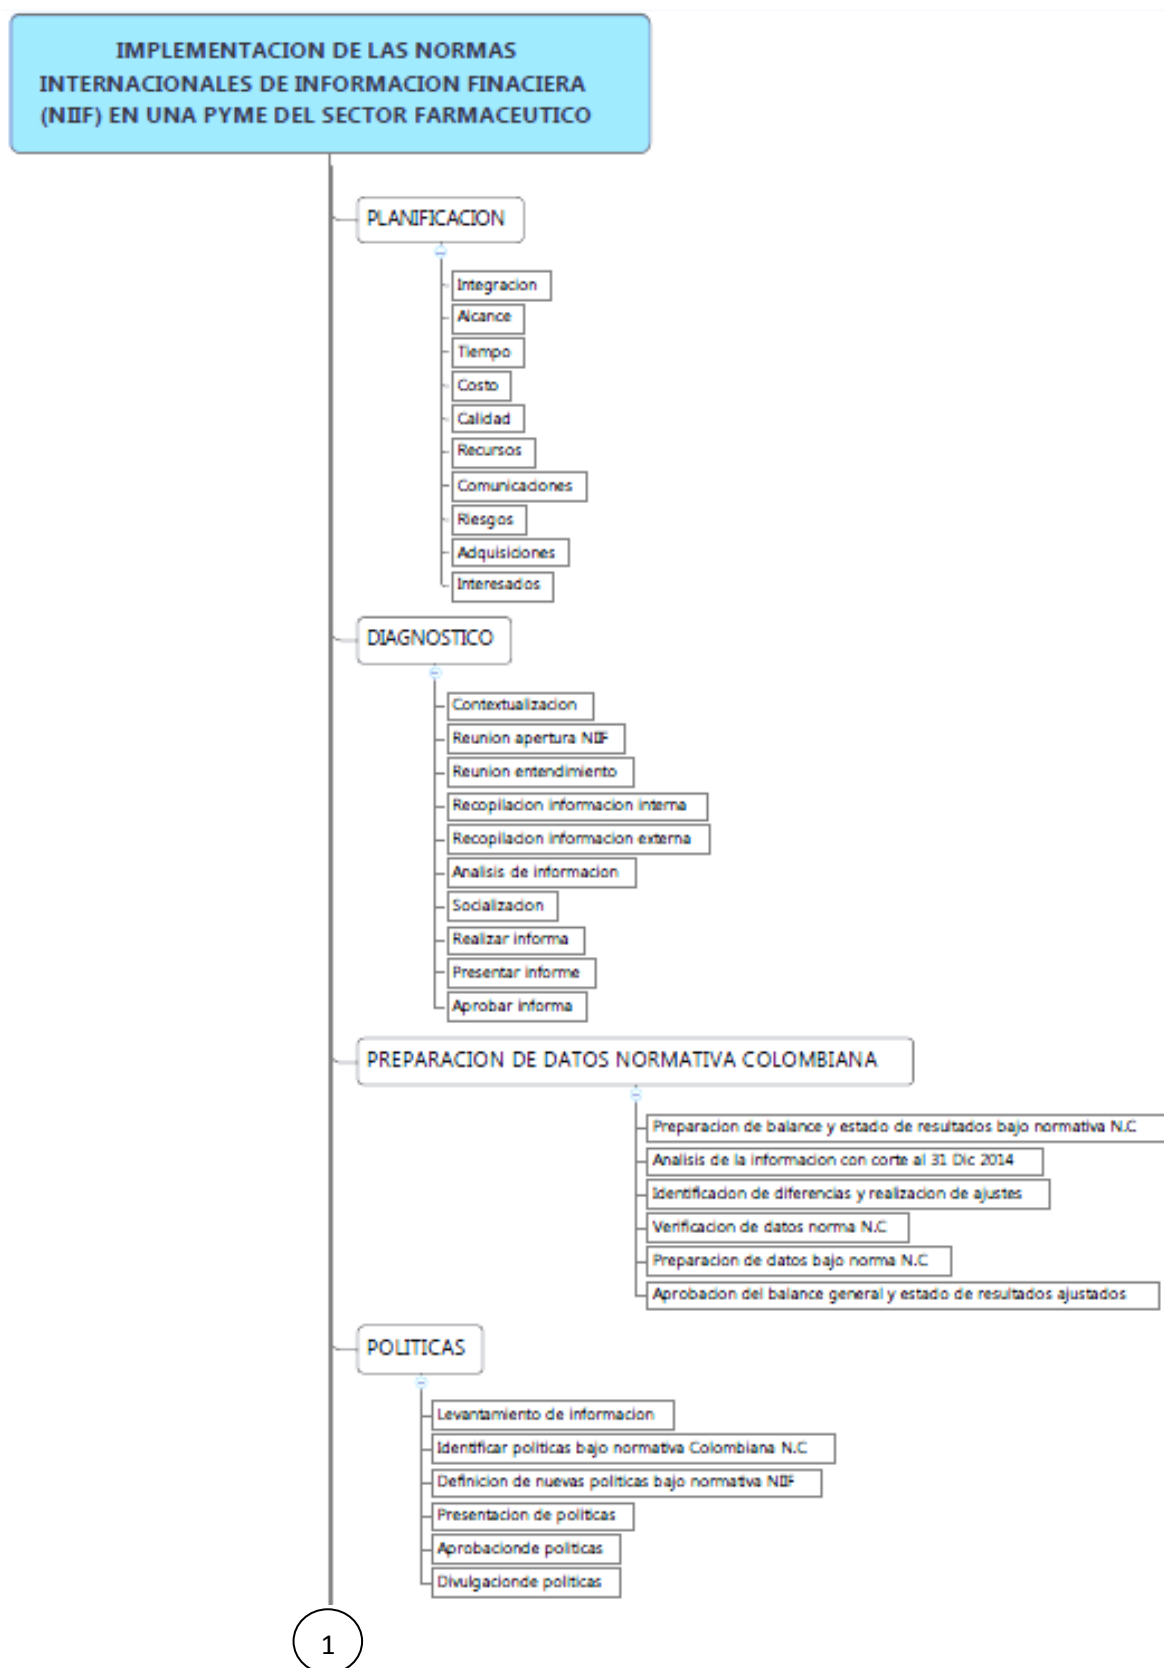 IMPLEMENTACION DE LAS NORMAS
INTERNACIONALES DE INFORMACION FINACIERA
(NIIF) EN UNA PYME DEL SECTOR FARMACEUTICO
PLANIFICACION
Integracion
Alcance
Tiempo
Costo
Calidad
Recursos
Comunicaciones
Riesgos
Adquisiciones
Interesados
DIAGNOSTICO
Contextualizacion
Reunion apertura NIIF
Reunion entendimiento
Recopilacion informacion interna
Recopilacion informacion externa
Analisis de informacion
Socializacion
Realizar informa
Presentar informe
Aprobar informa
PREPARACION DE DATOS NORMATIVA COLOMBIANA
Preparacion de balance y estado de resultados bajo normativa N.C
Analisis de la informacion con corte al 31 Dic 2014
Identificacion de diferencias y realizacion de ajustes
Verificacion de datos norma N.C
Preparacion de datos bajo norma N.C
Aprobacion del balance general y estado de resultados ajustados
POLITICAS
Levantamiento de informacion
Identificar politicas bajo normativa Colombiana N.C
Definicion de nuevas politicas bajo normativa NIIF
Presentacion de politicas
Aprobacionde politicas
Divulgacionde politicas
1